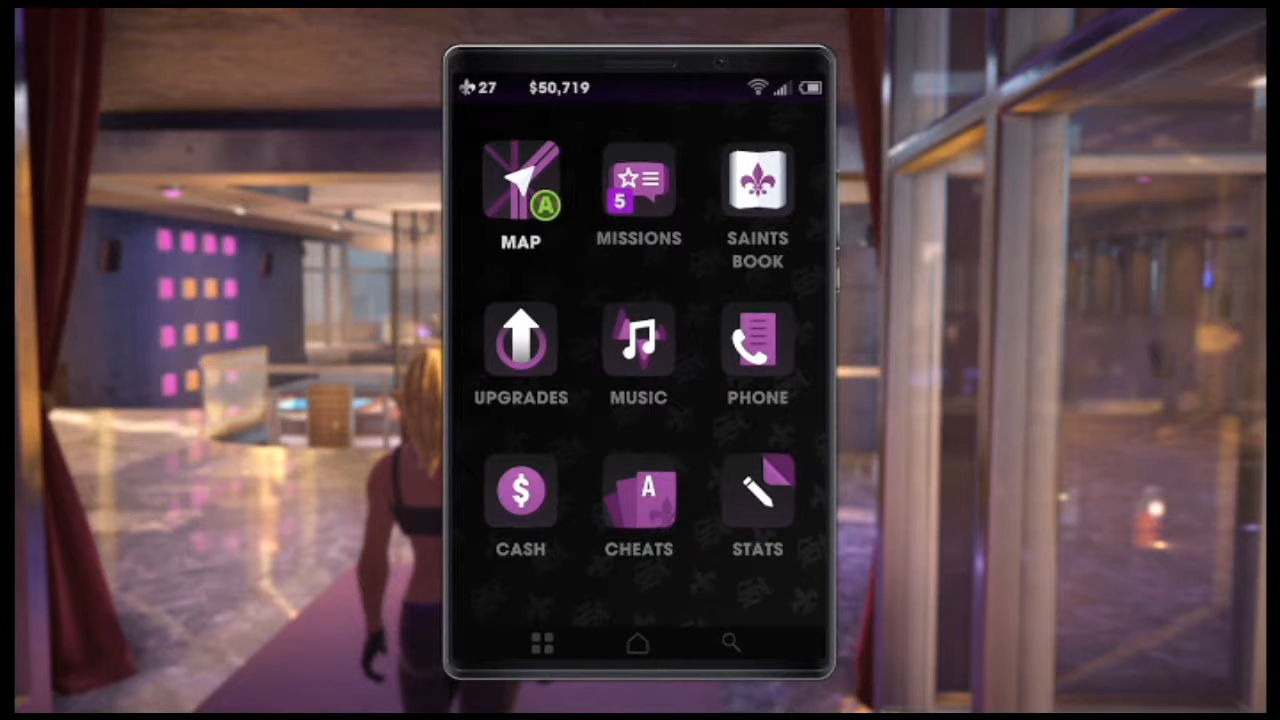 27 $50,719
A
MAP
5
MISSIONS
SAINTS
BOOK
UPGRADES
MUSIC
PHONE
$
CASH
A
CHEATS
STATS